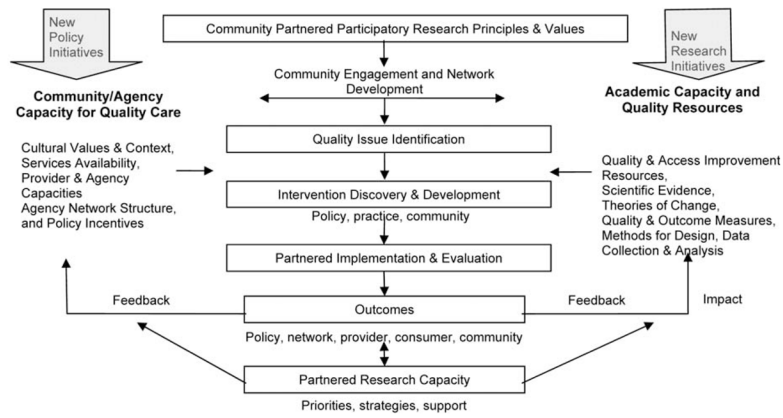 New
Policy
Initiatives
Community Partnered Participatory Research Principles & Values
New
Research
Initiatives
Community Engagement and Network
Development
Community/Agency
Capacity for Quality Care
Academic Capacity and
Quality Resources
Quality Issue Identification
Cultural Values & Context,
Services Availability,
Provider & Agency
Capacities
Agency Network Structure,
and Policy Incentives
Quality & Access Improvement
Resources,
Scientific Evidence,
Theories of Change,
Quality & Outcome Measures,
Methods for Design, Data
Collection & Analysis
Intervention Discovery & Development
Policy, practice, community
Partnered Implementation & Evaluation
Feedback
Outcomes
Feedback
Impact
Policy, network, provider, consumer, community
Partnered Research Capacity
Priorities, strategies, support